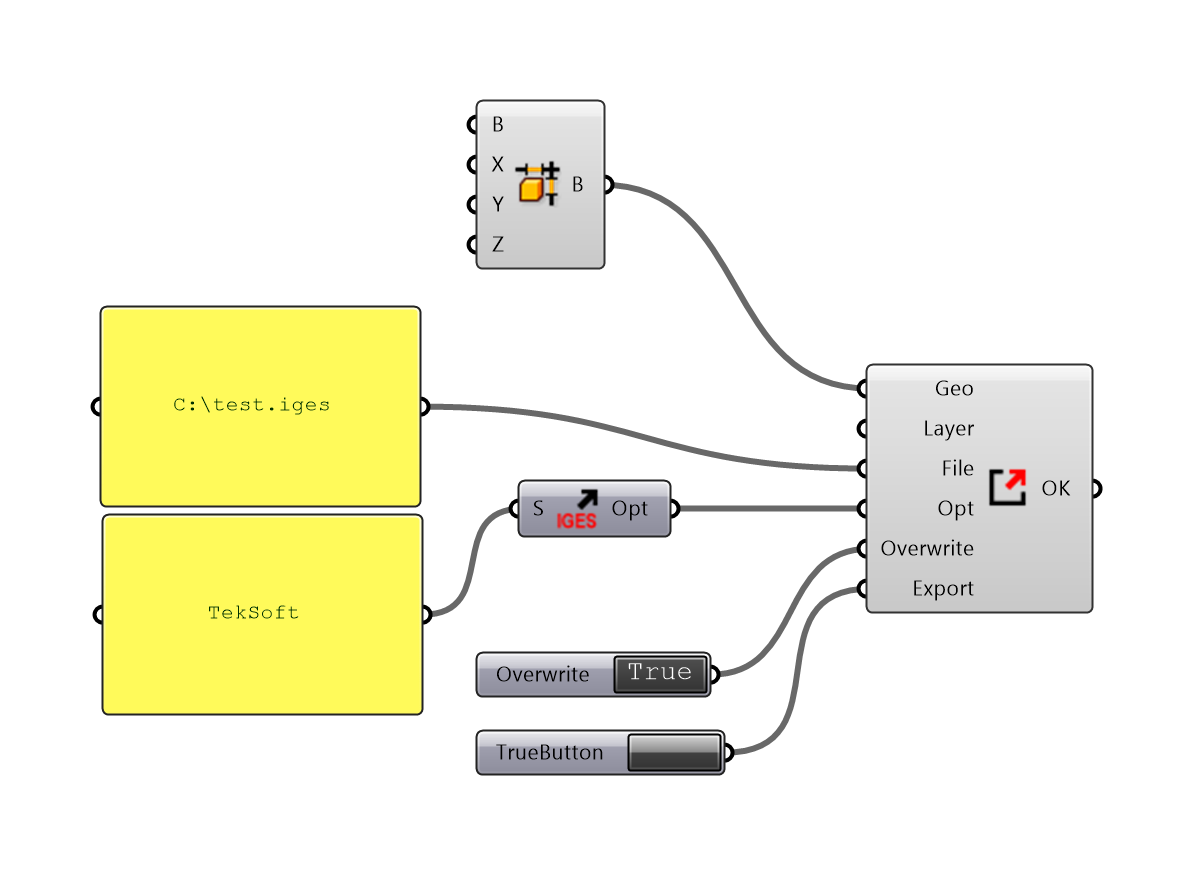 B
X
Y
Z
B
C:\test.iges
TekSoft
S
IGES
Opt
Overwrite
True
TrueButton
Geo
Layer
File
Opt
Overwrite
Export
OK